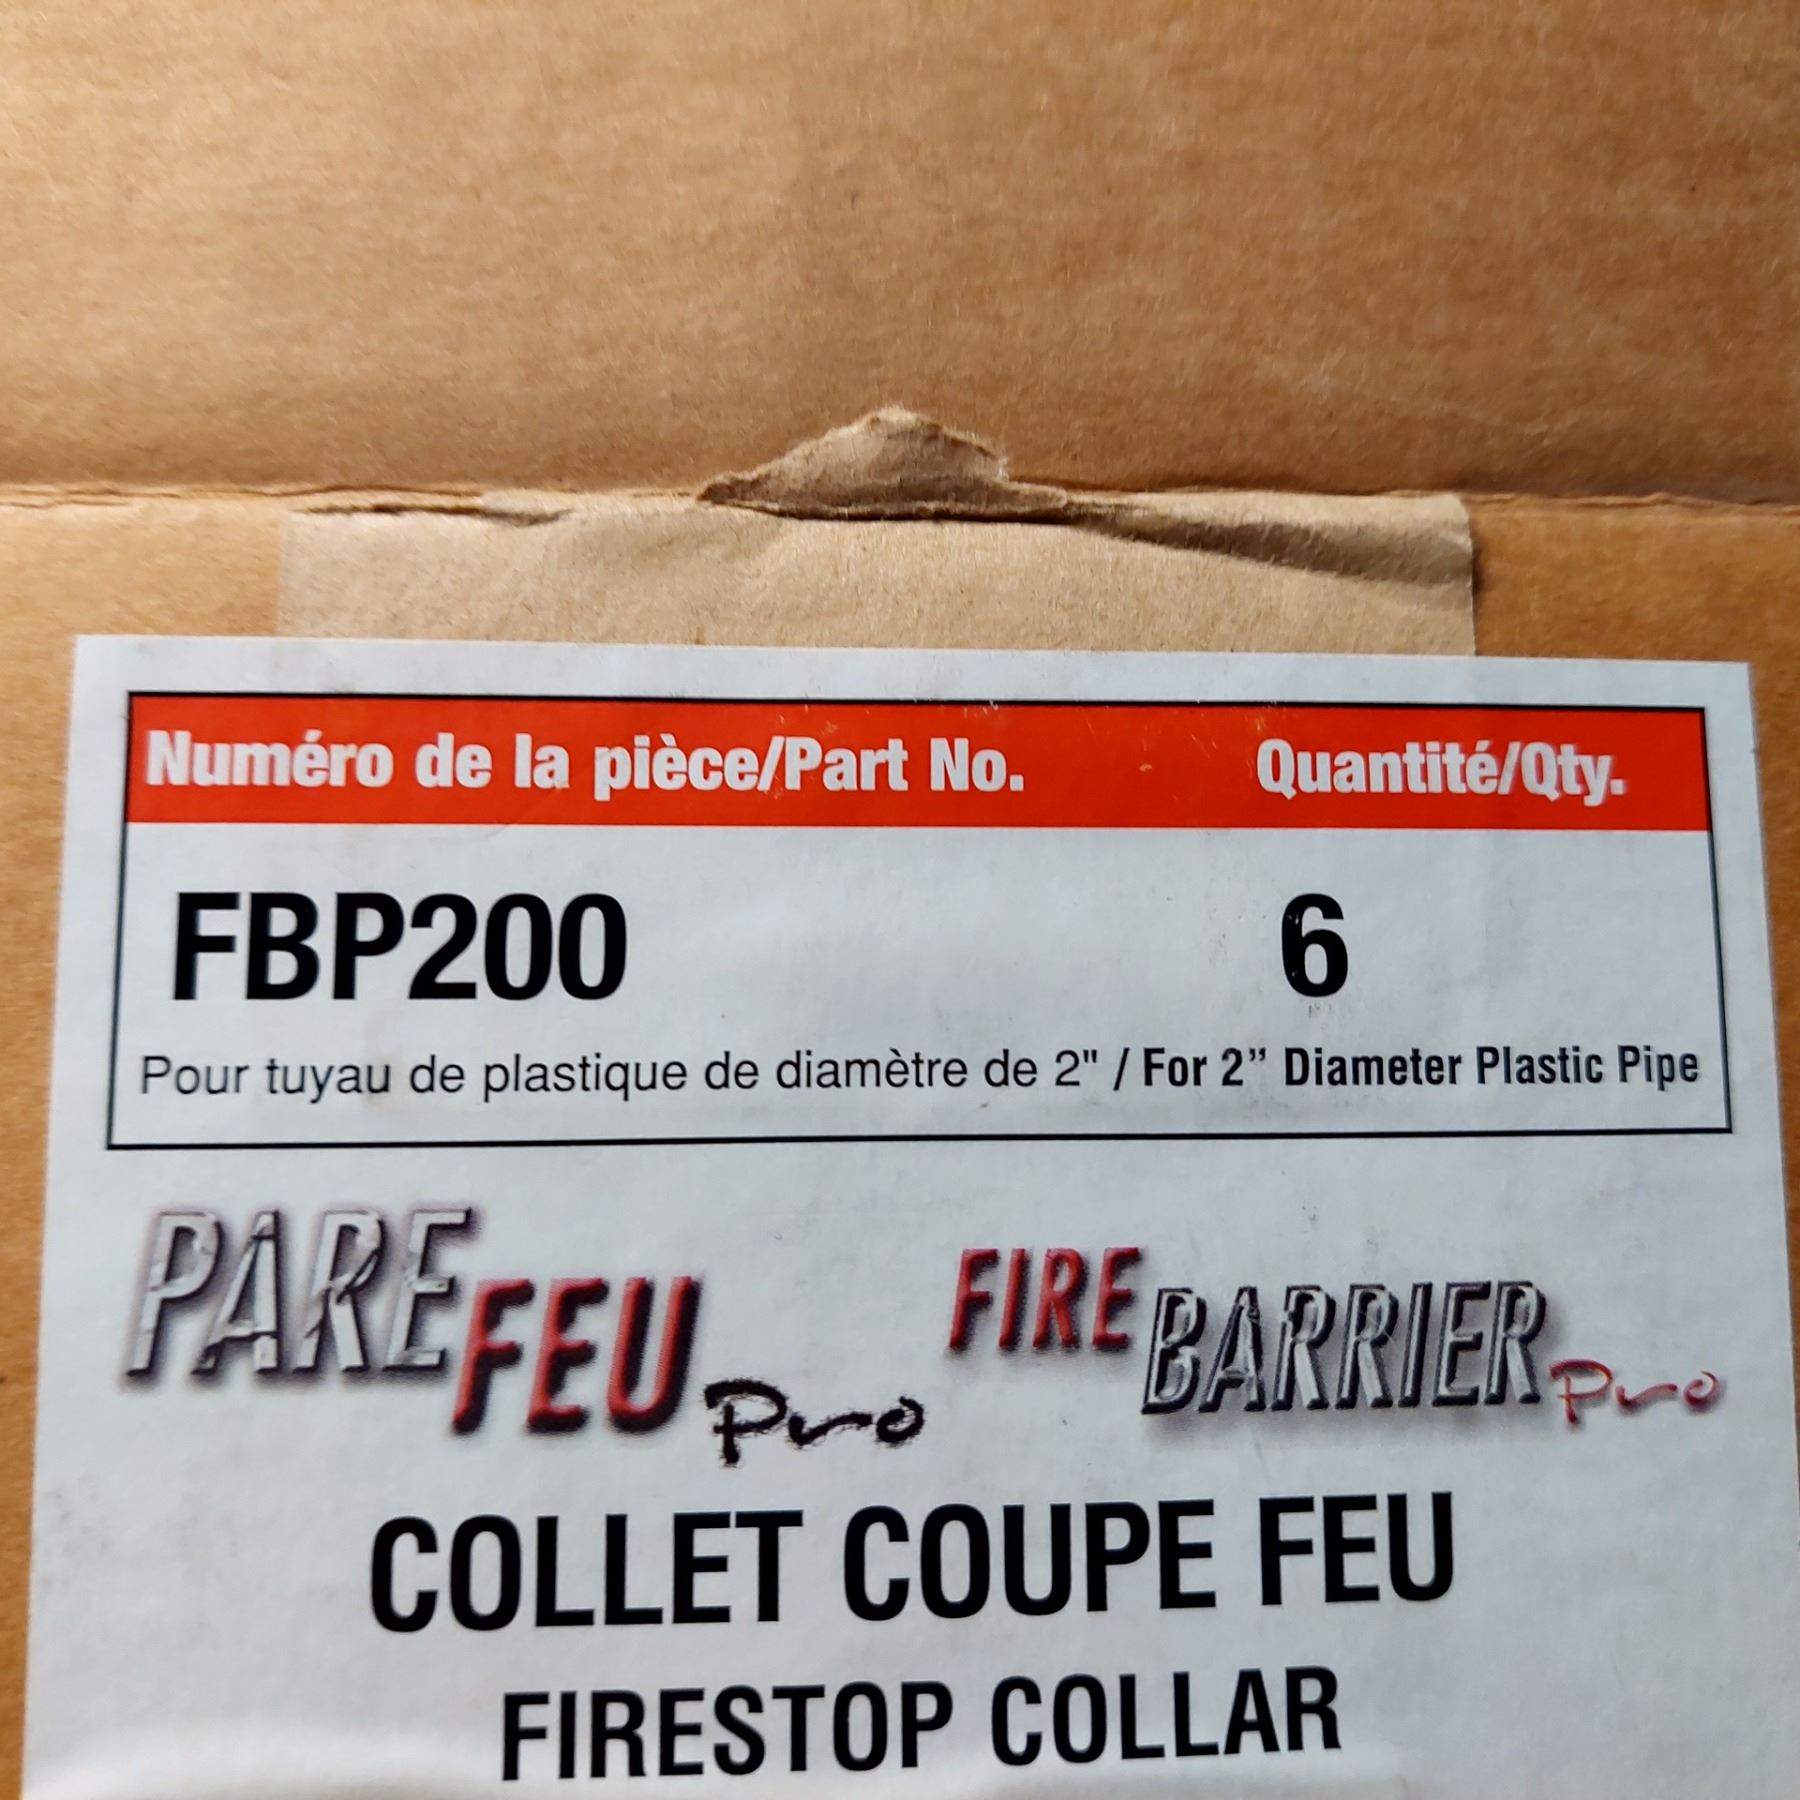 Numéro de la pièce/Part No. Quantité/Qty.
FBP200 6
Pour tuyau de plastique de diamètre de 2" / For 2” Diameter Plastic Pipe
PARE FEU Pro FIRE BARRIER Pro
COLLET COUPE FEU
FIRESTOP COLLAR